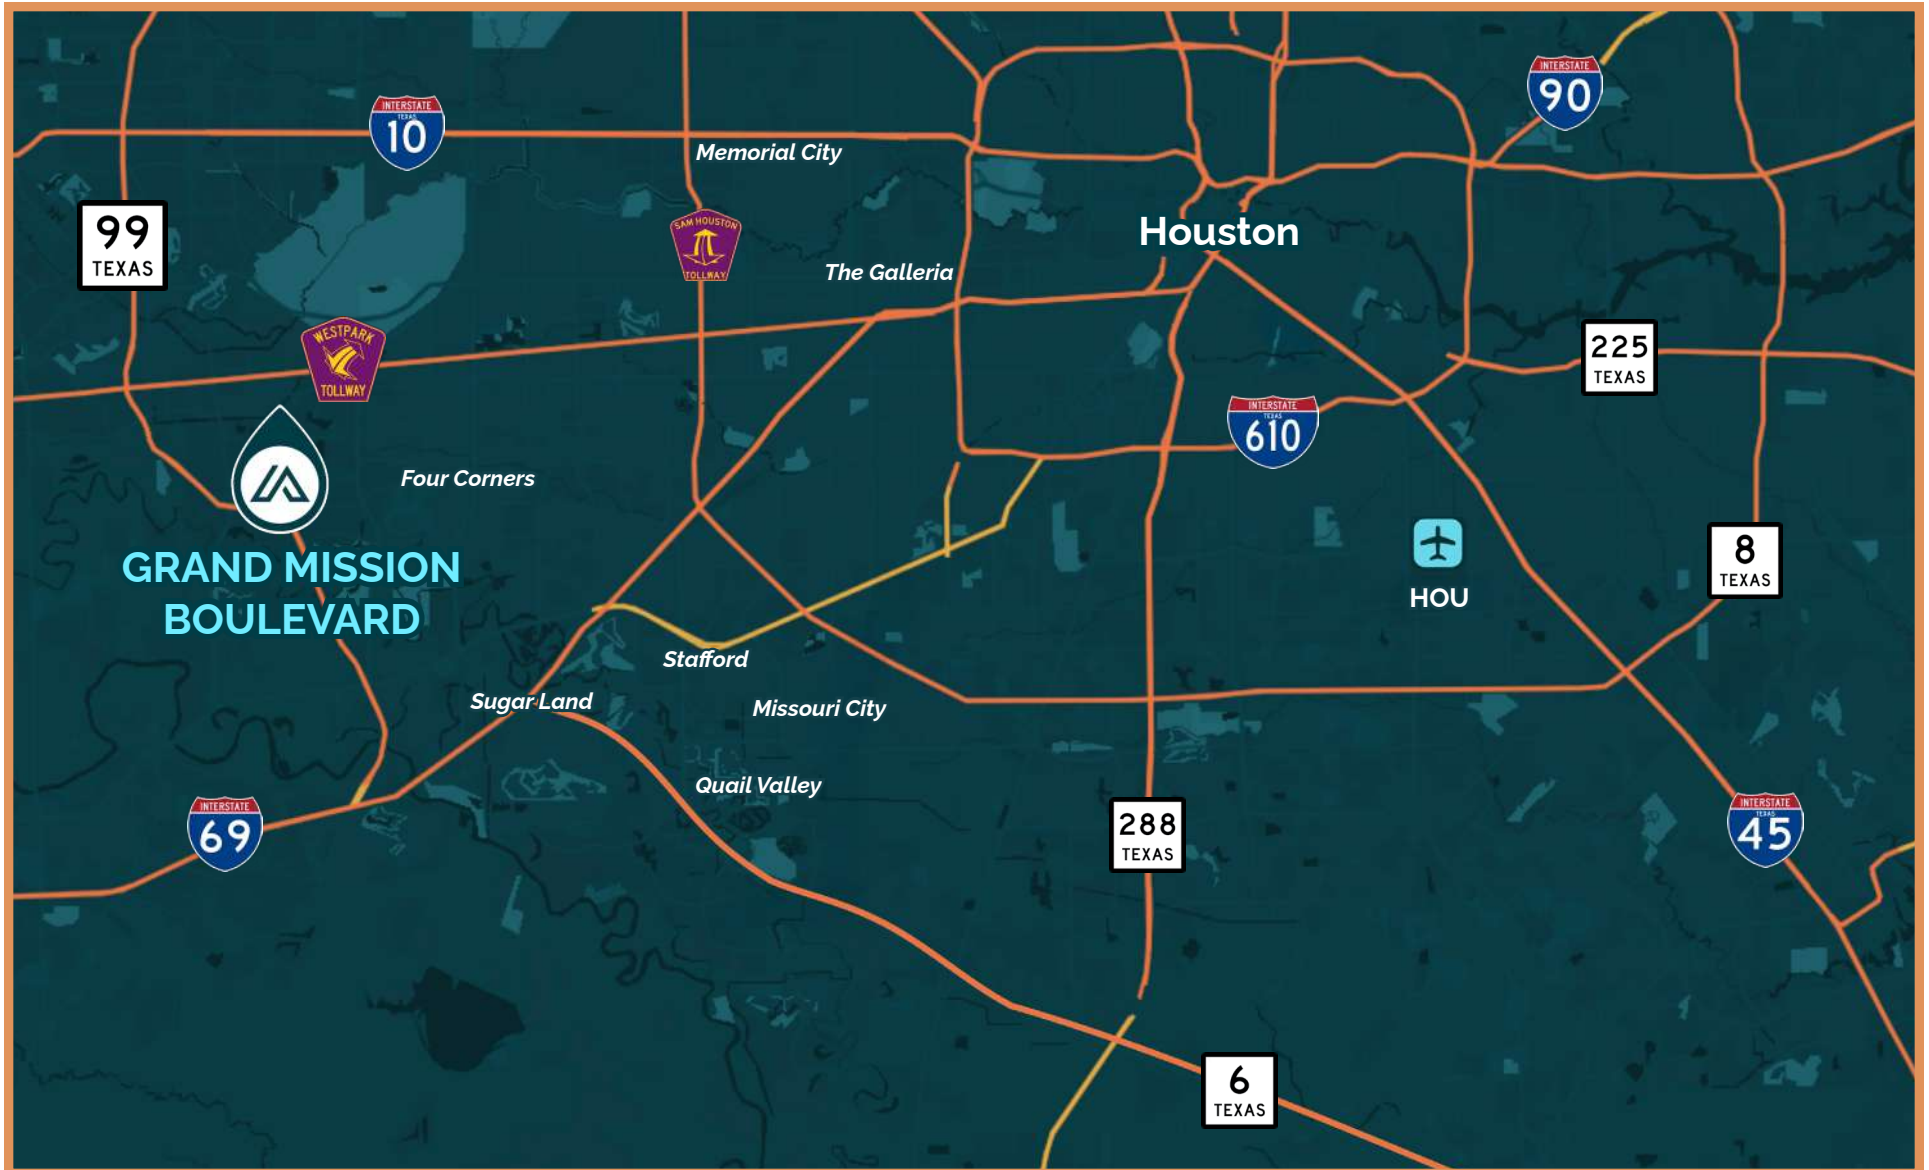 INTERSTATE
90
INTERSTATE
TEXAS
10
Memorial City
99
TEXAS
SAM HOUSTON
TOLLWAY
Houston
The Galleria
WESTPARK
TOLLWAY
225
TEXAS
INTERSTATE
TEXAS
610
Four Corners
GRAND MISSION
BOULEVARD
HOU
8
TEXAS
Stafford
Sugar Land
Missouri City
Quail Valley
INTERSTATE
69
288
TEXAS
INTERSTATE
TEXAS
45
6
TEXAS